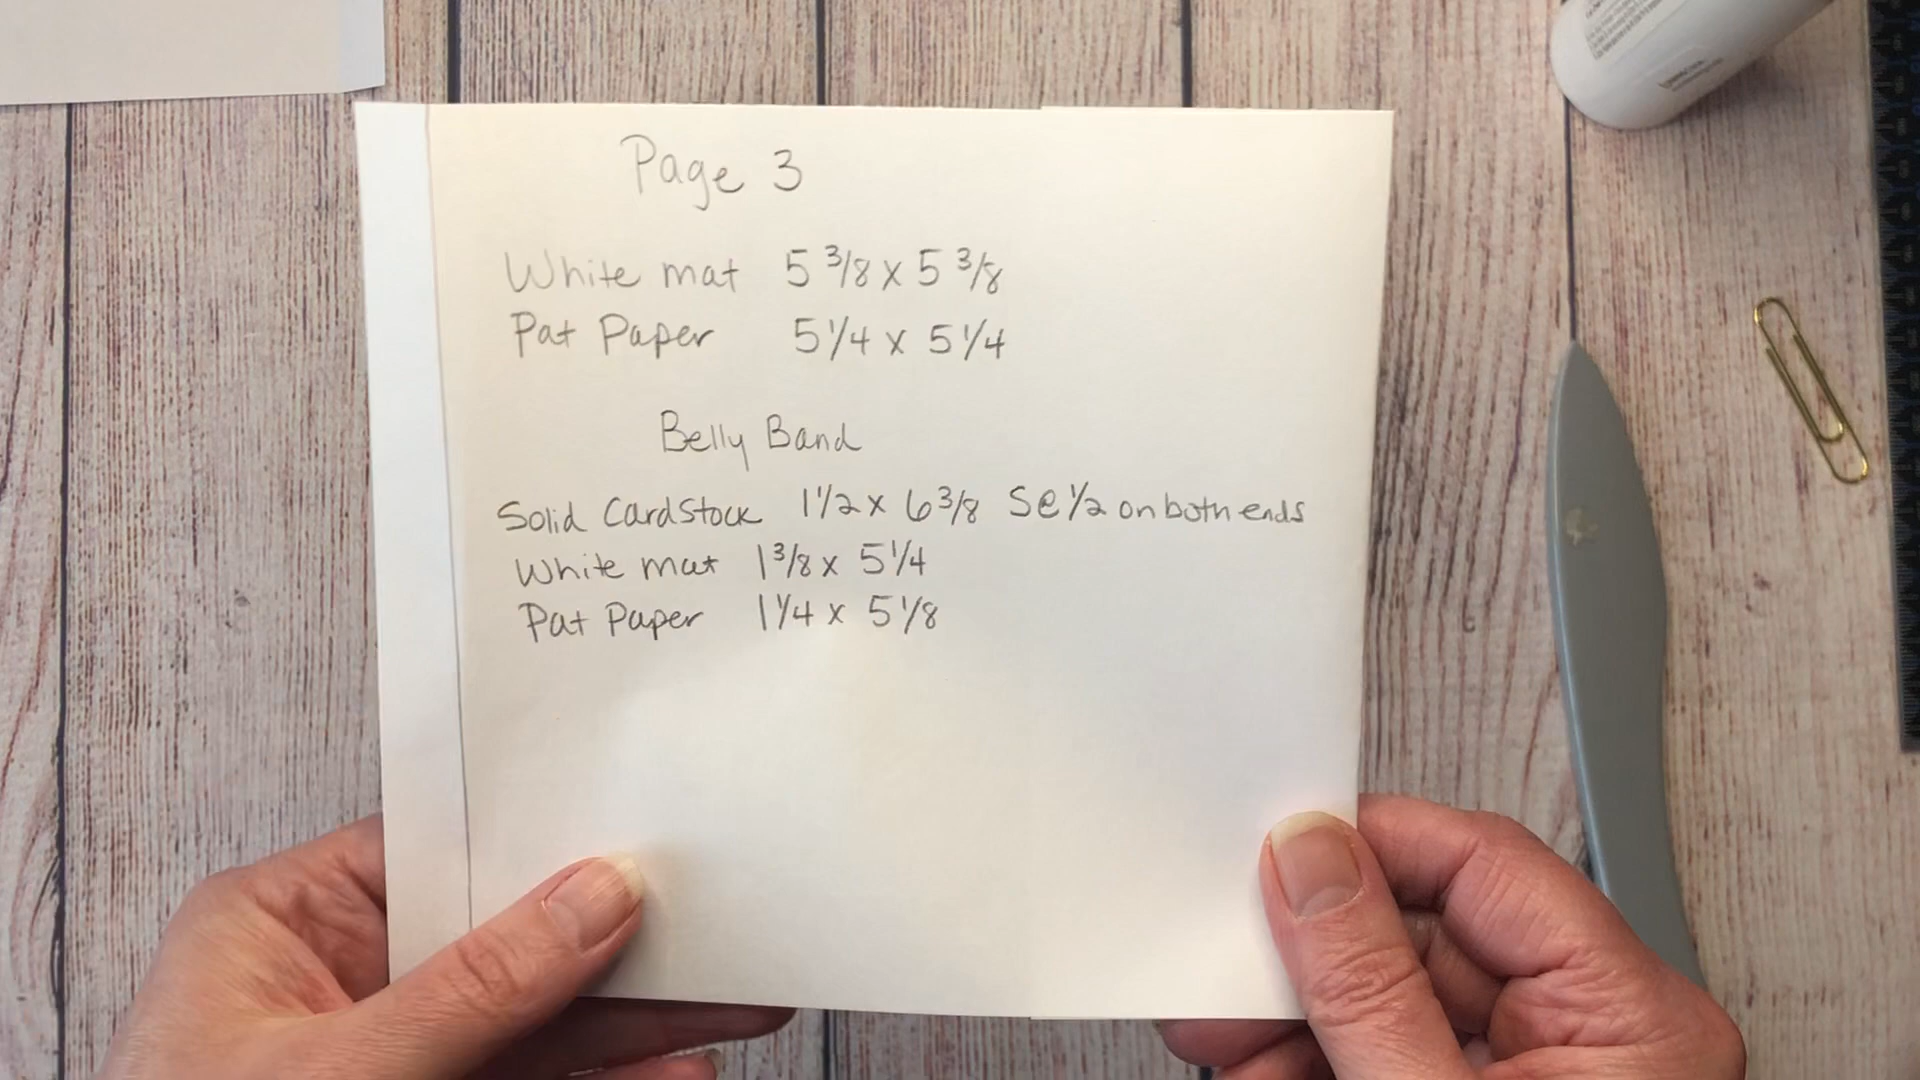 Page 3
White mat 5 3/8 x 5 3/8
Pat Paper 5 1/4 x 5 1/4
Belly Band
Solid Cardstock 1 1/2 x 6 3/8 S@ 1/2 on both ends
White mat 1 3/8 x 5 1/4
Pat Paper 1 1/4 x 5 1/8